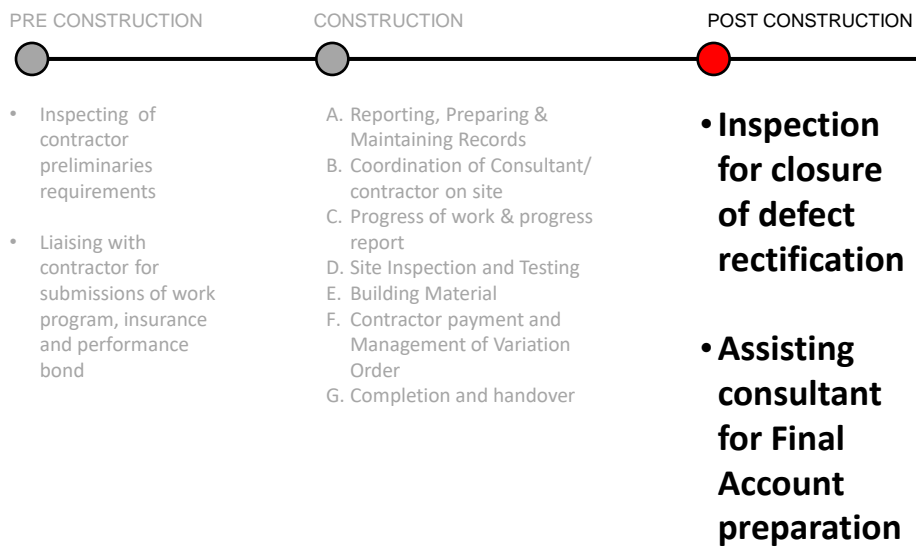 PRE CONSTRUCTION
• Inspecting of
contractor
preliminaries
requirements
• Liaising with
contractor for
submissions of work
program, insurance
and performance
bond
CONSTRUCTION
A. Reporting, Preparing &
Maintaining Records
B. Coordination of Consultant/
contractor on site
C. Progress of work & progress
report
D. Site Inspection and Testing
E. Building Material
F. Contractor payment and
Management of Variation
Order
G. Completion and handover
POST CONSTRUCTION
• Inspection
for closure
of defect
rectification
• Assisting
consultant
for Final
Account
preparation